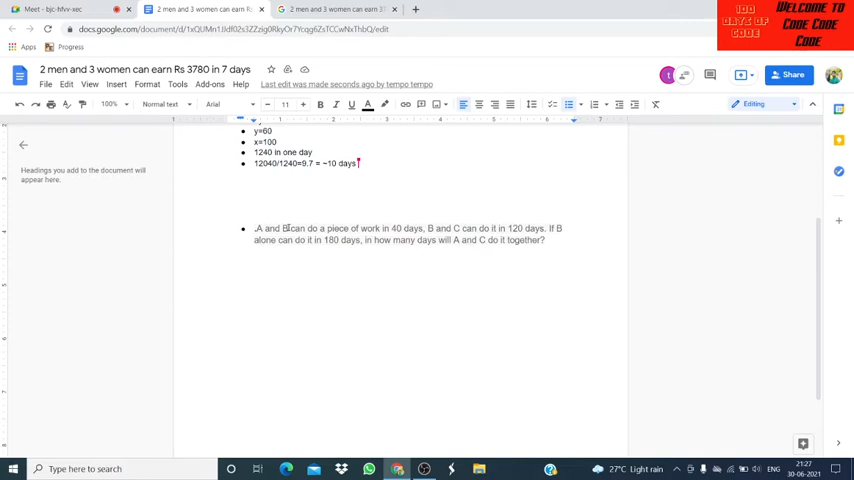 Meet - bjc-hfvv-xec
2 men and 3 women can earn Rs
2 men and 3 women can earn 37
100 DAYS OF CODE
WELCOME TO CODE CODE CODE
docs.google.com/document/d/1xQUMn1Jldf02s3ZZzijg0RkyOr7Ycqg6ZsTCwNxThbQ/edit
Apps
Progress
2 men and 3 women can earn Rs 3780 in 7 days
File Edit View Insert Format Tools Add-ons Help
Last edit was made seconds ago by tempo tempo
t
Share
100%
Normal text
Arial
11
Editing
Headings you add to the document will
appear here.
y=60
x=100
1240 in one day
12040/1240=9.7 = ~10 days
.A and B can do a piece of work in 40 days, B and C can do it in 120 days. If B
alone can do it in 180 days, in how many days will A and C do it together?
Type here to search
27°C Light rain
ENG
21:27
30-06-2021